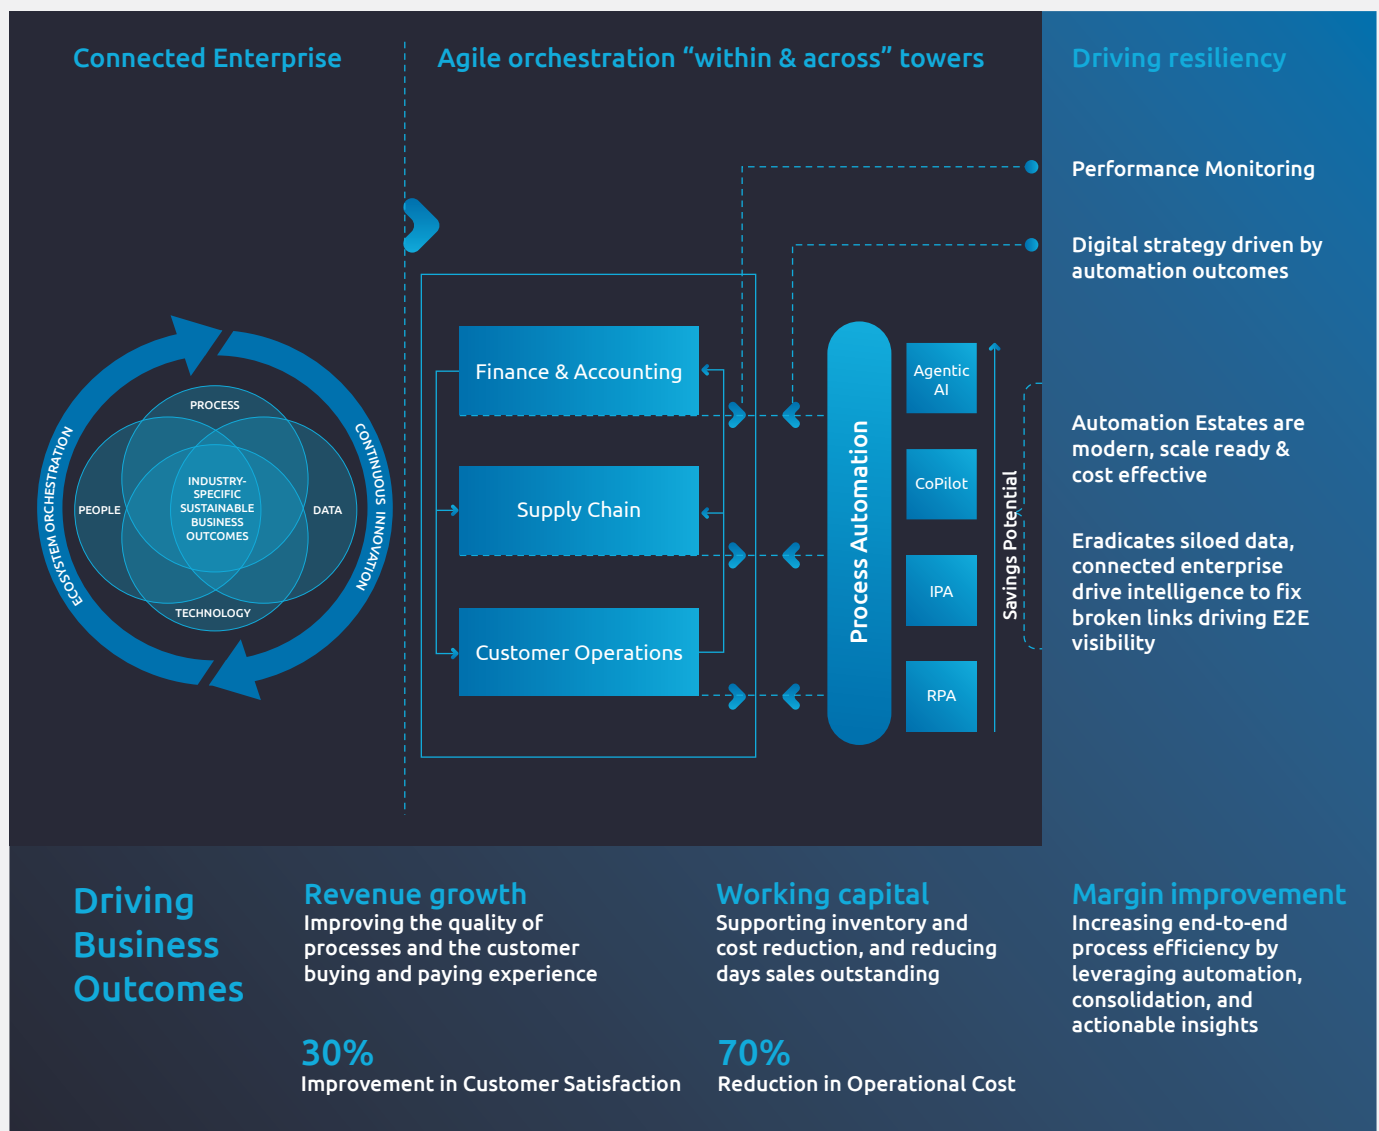 Connected Enterprise
Agile orchestration “within & across” towers
Driving resiliency
ECOSYSTEM ORCHESTRATION
CONTINUOUS INNOVATION
PROCESS
PEOPLE
INDUSTRY-
SPECIFIC
SUSTAINABLE
BUSINESS
OUTCOMES
DATA
TECHNOLOGY
Finance & Accounting
Supply Chain
Customer Operations
Process Automation
Agentic
AI
CoPilot
IPA
RPA
Savings Potential
Performance Monitoring
Digital strategy driven by
automation outcomes
Automation Estates are
modern, scale ready &
cost effective
Eradicates siloed data,
connected enterprise
drive intelligence to fix
broken links driving E2E
visibility
Driving
Business
Outcomes
Revenue growth
Improving the quality of
processes and the customer
buying and paying experience
30%
Improvement in Customer Satisfaction
Working capital
Supporting inventory and
cost reduction, and reducing
days sales outstanding
70%
Reduction in Operational Cost
Margin improvement
Increasing end-to-end
process efficiency by
leveraging automation,
consolidation, and
actionable insights